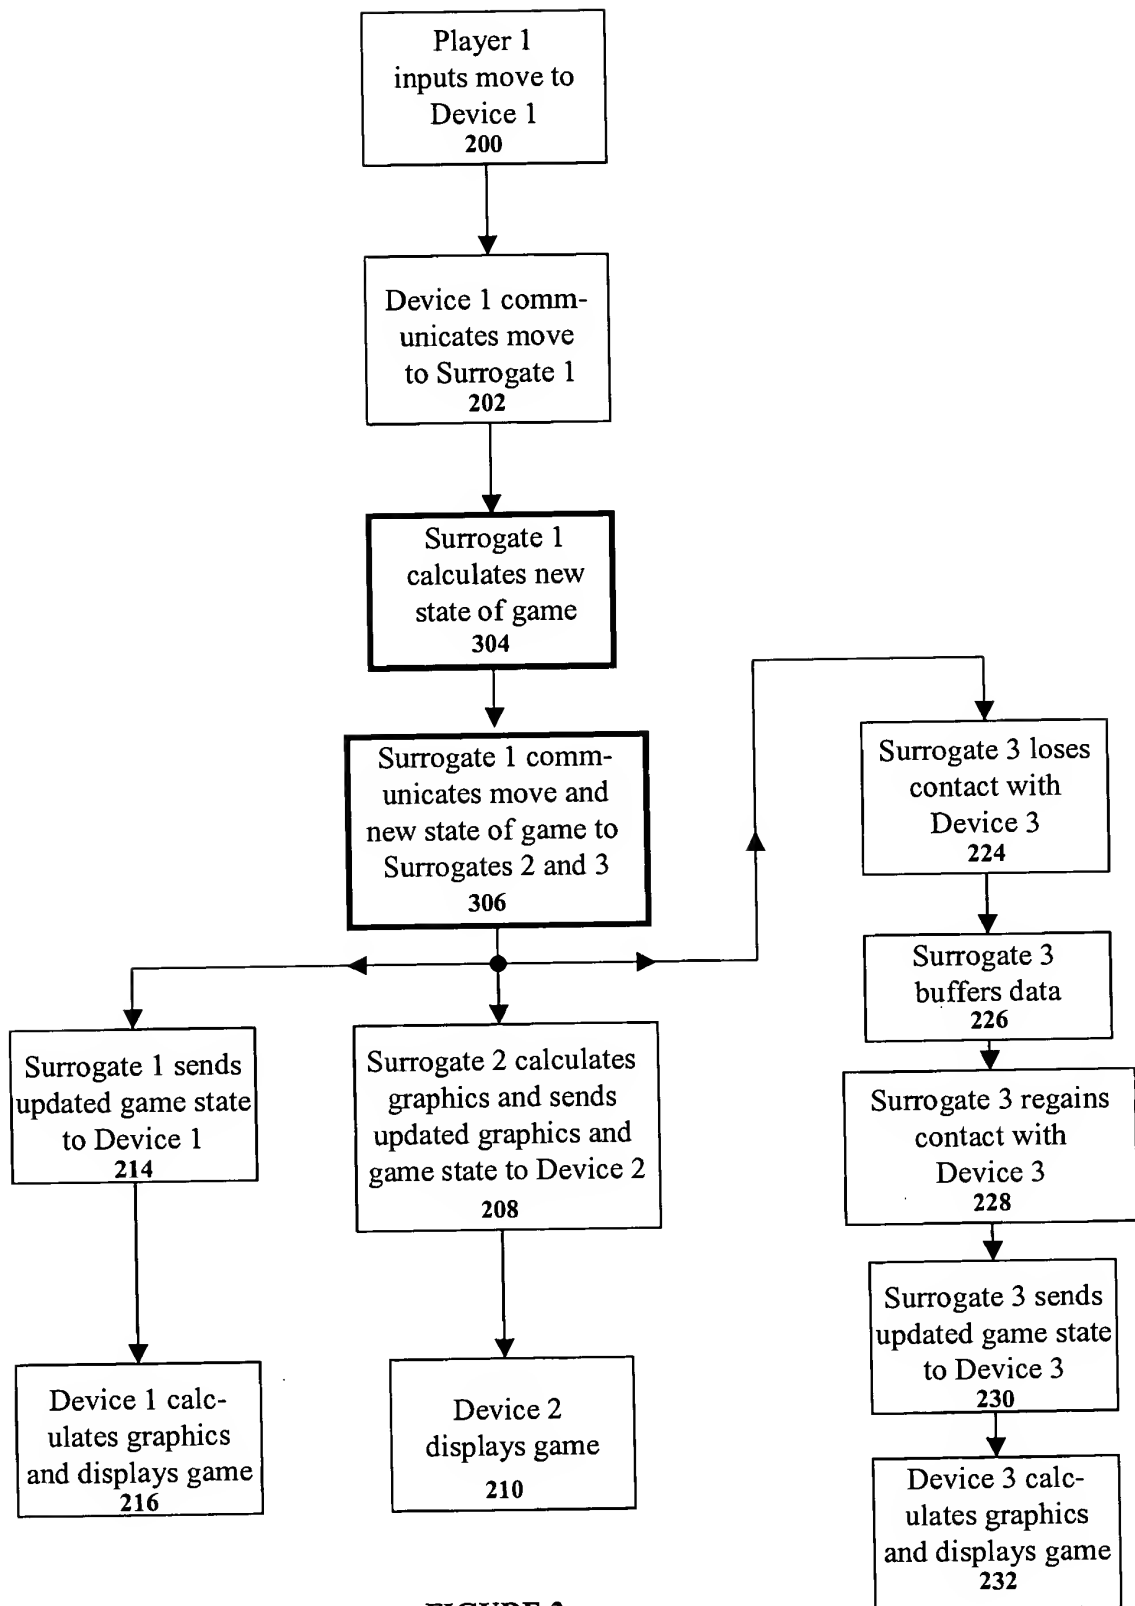 Player 1
inputs move to
Device 1
200
Device 1 comm-
unicates move
to Surrogate 1
202
Surrogate 1
calculates new
state of game
304
Surrogate 1 comm-
unicates move and
new state of game to
Surrogates 2 and 3
306
Surrogate 1 sends
updated game state
to Device 1
214
Device 1 calc-
ulates graphics
and displays game
216
Surrogate 2 calculates
graphics and sends
updated graphics and
game state to Device 2
208
Device 2
displays game
210
Surrogate 3 loses
contact with
Device 3
224
Surrogate 3
buffers data
226
Surrogate 3 regains
contact with
Device 3
228
Surrogate 3 sends
updated game state
to Device 3
230
Device 3 calc-
ulates graphics
and displays game
232